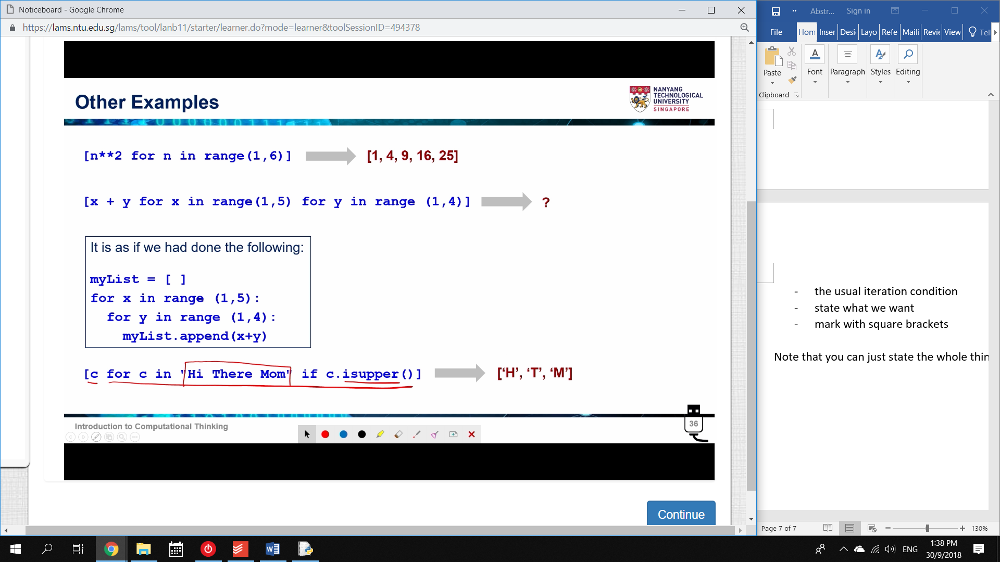 Noticeboard - Google Chrome
https://lams.ntu.edu.sg/lams/tool/lanb11/starter/learner.do?mode=learner&toolSessionID=494378
Other Examples
NANYANG
TECHNOLOGICAL
UNIVERSITY
SINGAPORE
[n**2 for n in range(1,6)]
[1, 4, 9, 16, 25]
[x + y for x in range(1,5) for y in range (1,4)]
?
It is as if we had done the following:
myList = [ ]
for x in range (1,5):
for y in range (1,4):
myList.append(x+y)
[c for c in "Hi There Mom" if c.isupper()]
[‘H’, ‘T’, ‘M’]
Introduction to Computational Thinking
36
Continue
Abstr...
Sign in
File
Hom
Inser
Desi
Layo
Refe
Maili
Revie
View
Tel
Paste
Font
Paragraph
Styles
Editing
Clipboard
- the usual iteration condition
- state what we want
- mark with square brackets
Note that you can just state the whole thin
Page 7 of 7
130%
ENG
1:38 PM
30/9/2018